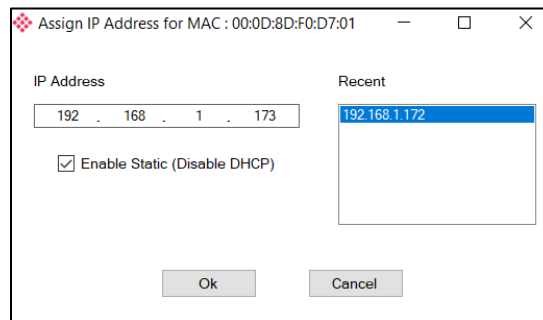 Assign IP Address for MAC : 00:0D:8D:F0:D7:01
IP Address
192 . 168 . 1 . 173
Enable Static (Disable DHCP)
Recent
192.168.1.172
Ok
Cancel